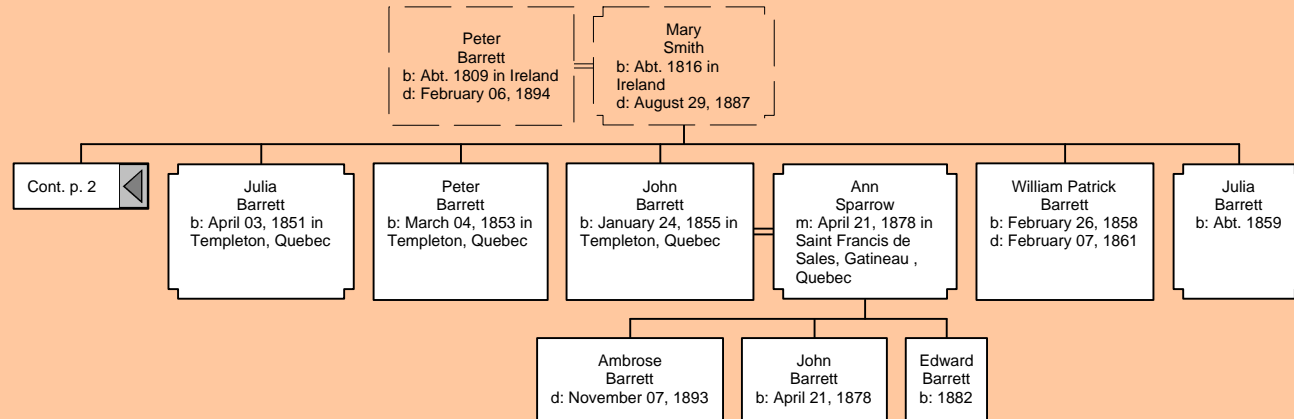 Peter
Barrett
b: Abt. 1809 in Ireland
d: February 06, 1894
Mary
Smith
b: Abt. 1816 in
Ireland
d: August 29, 1887
Cont. p. 2
Julia
Barrett
b: April 03, 1851 in
Templeton, Quebec
Peter
Barrett
b: March 04, 1853 in
Templeton, Quebec
John
Barrett
b: January 24, 1855 in
Templeton, Quebec
Ann
Sparrow
m: April 21, 1878 in
Saint Francis de
Sales, Gatineau ,
Quebec
William Patrick
Barrett
b: February 26, 1858
d: February 07, 1861
Julia
Barrett
b: Abt. 1859
Ambrose
Barrett
d: November 07, 1893
John
Barrett
b: April 21, 1878
Edward
Barrett
b: 1882